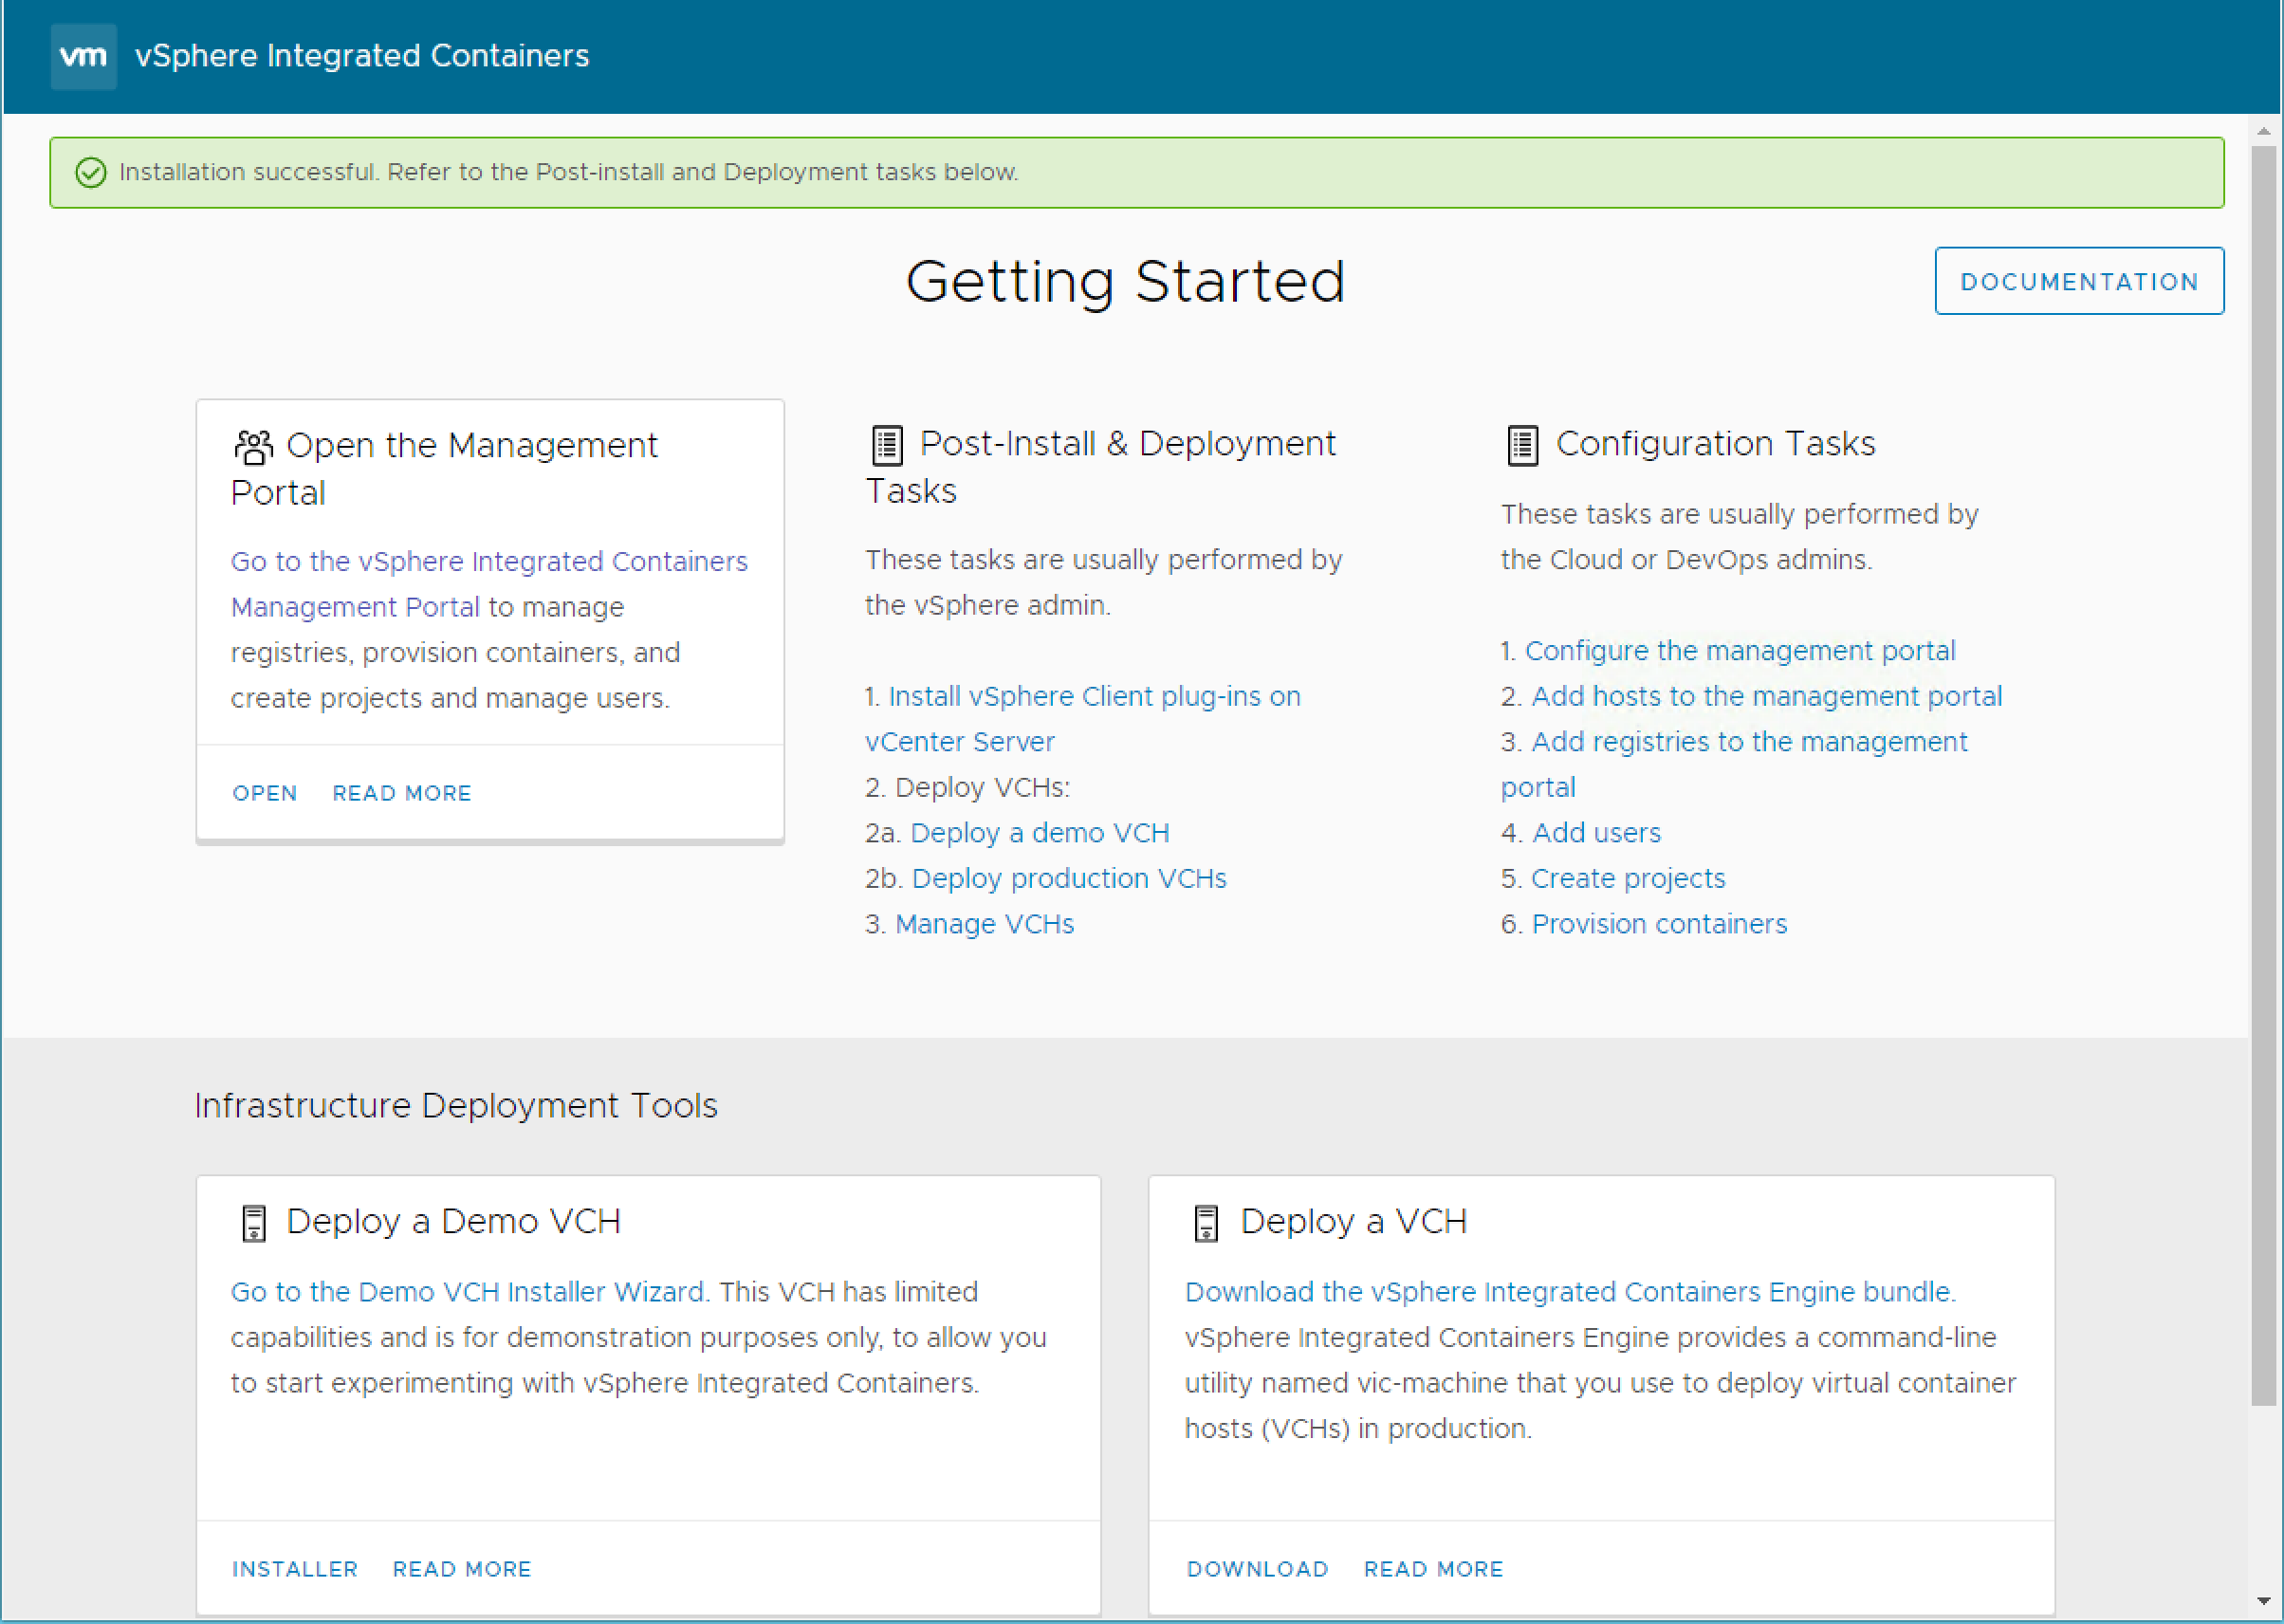 vm vSphere Integrated Containers
Installation successful. Refer to the Post-install and Deployment tasks below.
Getting Started
DOCUMENTATION
Open the Management
Portal
Go to the vSphere Integrated Containers
Management Portal to manage
registries, provision containers, and
create projects and manage users.
OPEN READ MORE
Post-Install & Deployment
Tasks
These tasks are usually performed by
the vSphere admin.
1. Install vSphere Client plug-ins on
vCenter Server
2. Deploy VCHs:
2a. Deploy a demo VCH
2b. Deploy production VCHs
3. Manage VCHs
Configuration Tasks
These tasks are usually performed by
the Cloud or DevOps admins.
1. Configure the management portal
2. Add hosts to the management portal
3. Add registries to the management
portal
4. Add users
5. Create projects
6. Provision containers
Infrastructure Deployment Tools
Deploy a Demo VCH
Go to the Demo VCH Installer Wizard. This VCH has limited
capabilities and is for demonstration purposes only, to allow you
to start experimenting with vSphere Integrated Containers.
INSTALLER READ MORE
Deploy a VCH
Download the vSphere Integrated Containers Engine bundle.
vSphere Integrated Containers Engine provides a command-line
utility named vic-machine that you use to deploy virtual container
hosts (VCHs) in production.
DOWNLOAD READ MORE